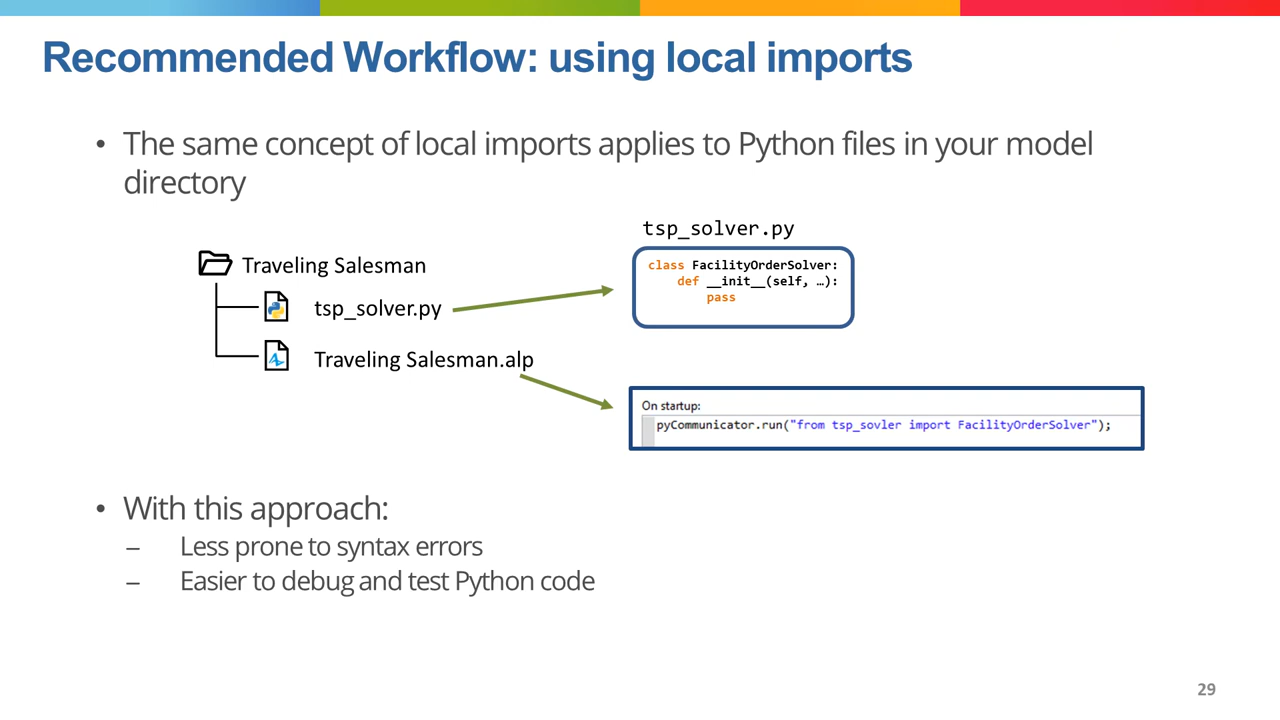 Recommended Workflow: using local imports
• The same concept of local imports applies to Python files in your model
directory
tsp_solver.py
Traveling Salesman
class FacilityOrderSolver:
def __init__(self, …):
pass
tsp_solver.py
Traveling Salesman.alp
On startup:
pyCommunicator.run("from tsp_sovler import FacilityOrderSolver");
• With this approach:
– Less prone to syntax errors
– Easier to debug and test Python code
29